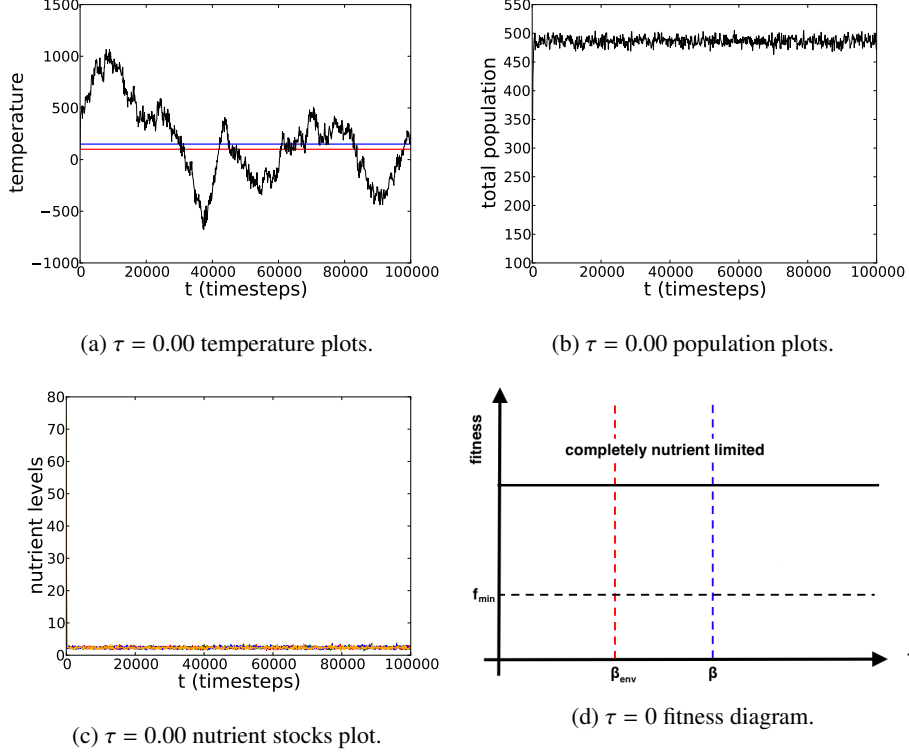 1500
1000
500
0
−500
−1000
temperature
0 20000 40000 60000 80000 100000
t (timesteps)
(a) τ = 0.00 temperature plots.
550
500
450
400
350
300
250
200
150
100
total population
0 20000 40000 60000 80000 100000
t (timesteps)
(b) τ = 0.00 population plots.
80
70
60
50
40
30
20
10
0
nutrient levels
0 20000 40000 60000 80000 100000
t (timesteps)
(c) τ = 0.00 nutrient stocks plot.
fitness
completely nutrient limited
fmin
βenv β
(d) τ = 0 fitness diagram.